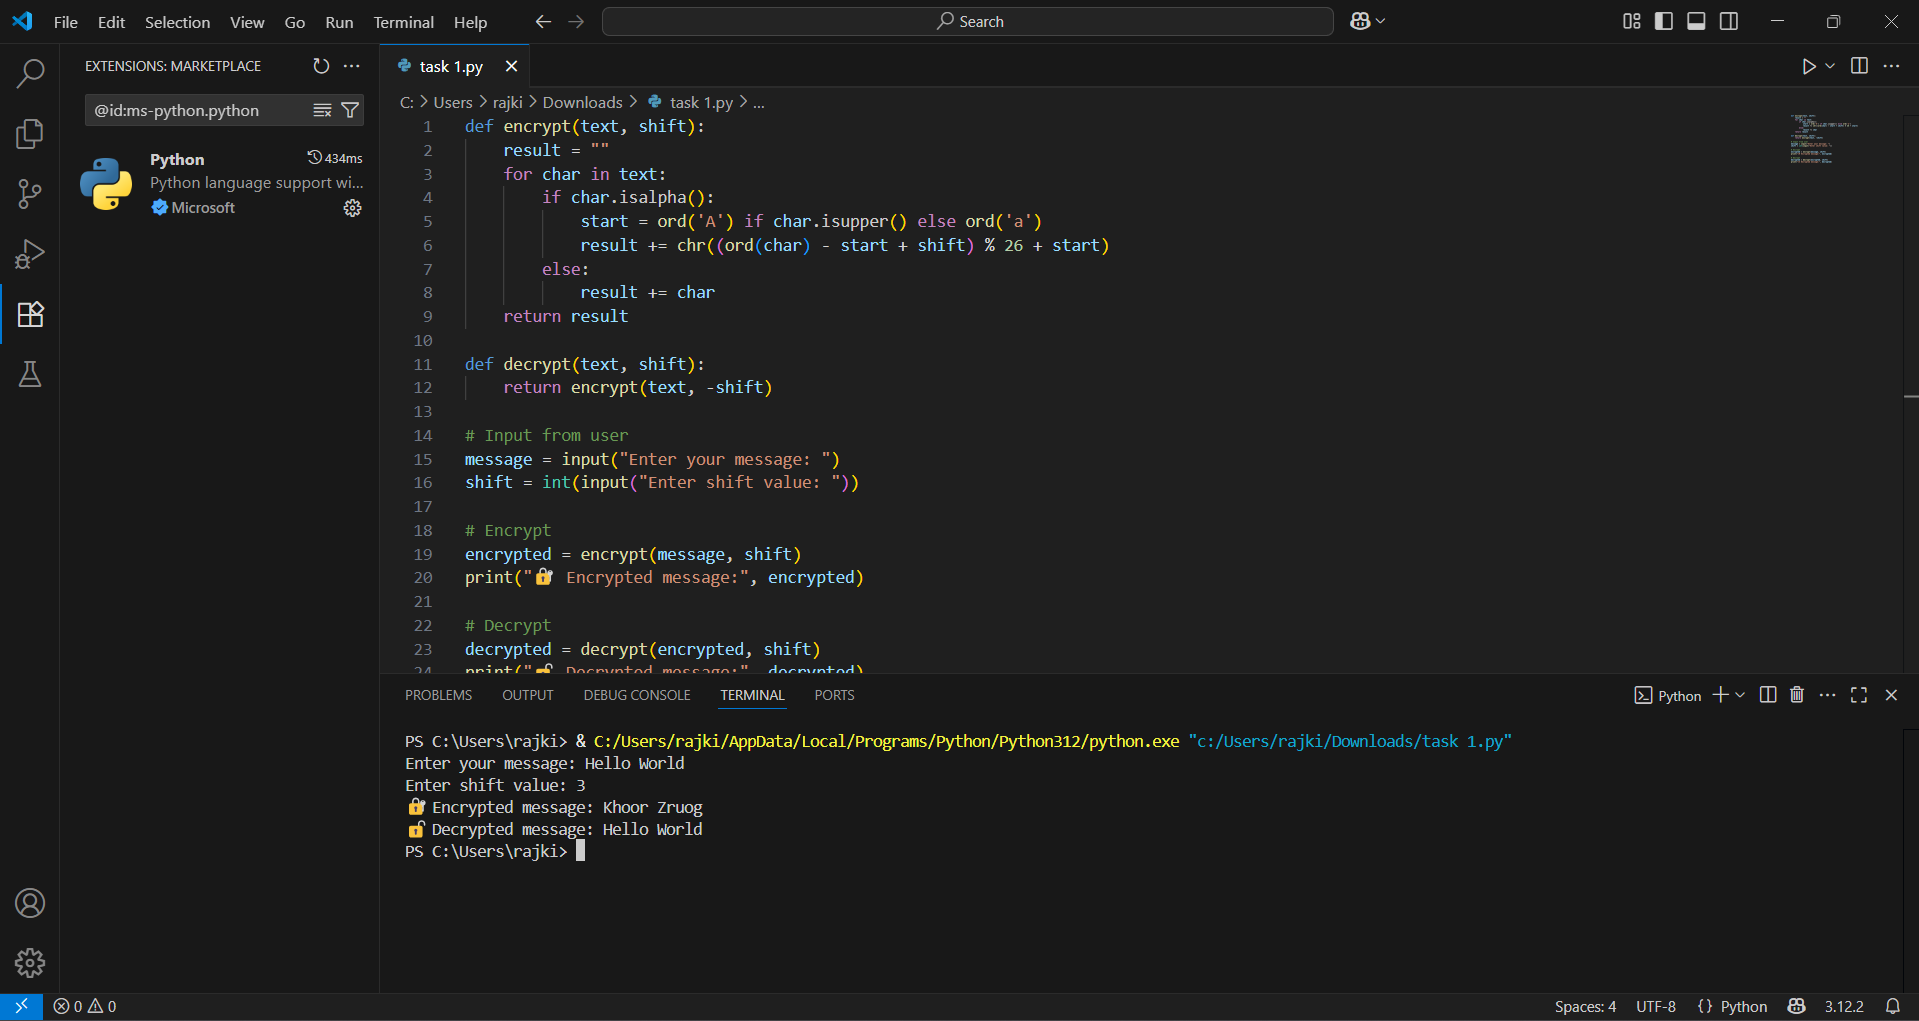 File Edit Selection View Go Run Terminal Help Search
EXTENSIONS: MARKETPLACE
@id:ms-python.python
Python 434ms
Python language support wi...
Microsoft
task 1.py
C: > Users > rajki > Downloads > task 1.py > ...
1 def encrypt(text, shift):
2     result = ""
3     for char in text:
4         if char.isalpha():
5             start = ord('A') if char.isupper() else ord('a')
6             result += chr((ord(char) - start + shift) % 26 + start)
7         else:
8             result += char
9     return result
10
11 def decrypt(text, shift):
12     return encrypt(text, -shift)
13
14 # Input from user
15 message = input("Enter your message: ")
16 shift = int(input("Enter shift value: "))
17
18 # Encrypt
19 encrypted = encrypt(message, shift)
20 print("🔐 Encrypted message:", encrypted)
21
22 # Decrypt
23 decrypted = decrypt(encrypted, shift)
24 print("🔓 Decrypted message:", decrypted)
PROBLEMS OUTPUT DEBUG CONSOLE TERMINAL PORTS Python
PS C:\Users\rajki> & C:/Users/rajki/AppData/Local/Programs/Python/Python312/python.exe "c:/Users/rajki/Downloads/task 1.py"
Enter your message: Hello World
Enter shift value: 3
🔐 Encrypted message: Khoor Zruog
🔓 Decrypted message: Hello World
PS C:\Users\rajki>
0 0 Spaces: 4 UTF-8 {} Python 3.12.2